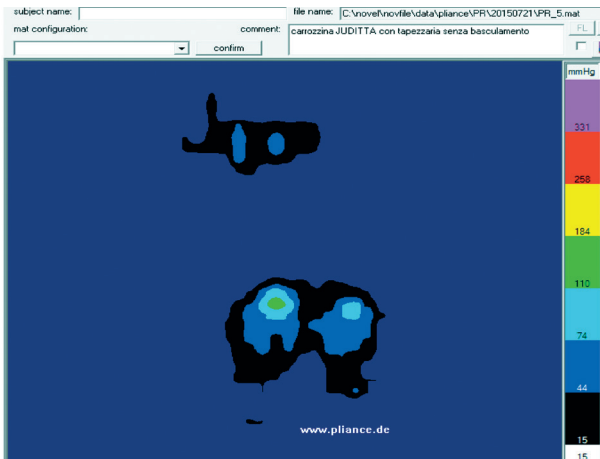 subject name:
file name: C:\novel\novfile\data\pliance\PR\20150721\PR_5.mat
mat configuration:
comment: carrozzina JUDITTA con tapezzaria senza basculamento
FL
confirm
mmHg
331
258
184
110
74
44
15
15
www.pliance.de